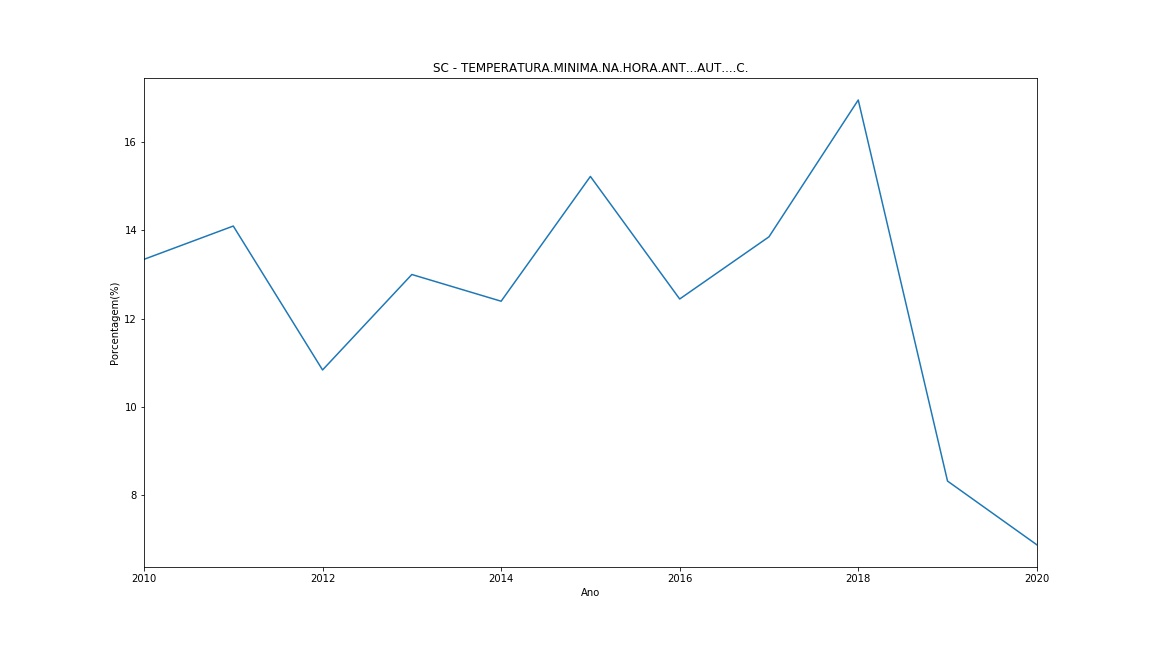 SC - TEMPERATURA.MINIMA.NA.HORA.ANT...AUT....C.
Porcentagem(%)
16
14
12
10
8
2010 2012 2014 2016 2018 2020
Ano